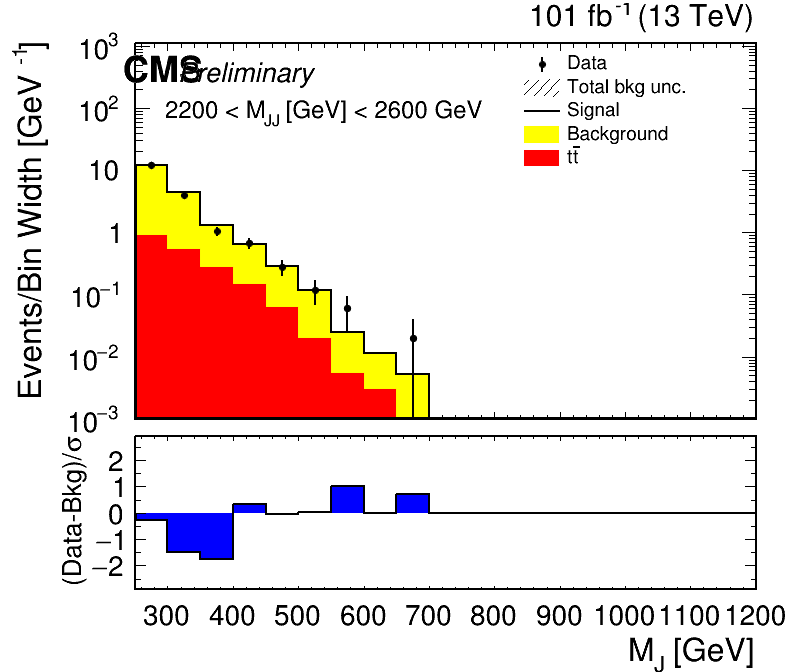 101 fb⁻¹ (13 TeV)
CMS Preliminary
2200 < M_JJ [GeV] < 2600 GeV
Data
Total bkg unc.
Signal
Background
tt̄
Events/Bin Width [GeV⁻¹]
10³
10²
10
1
10⁻¹
10⁻²
10⁻³
(Data-Bkg)/σ
2
1
0
−1
−2
300 400 500 600 700 800 900 1000 1100 1200
M_J [GeV]